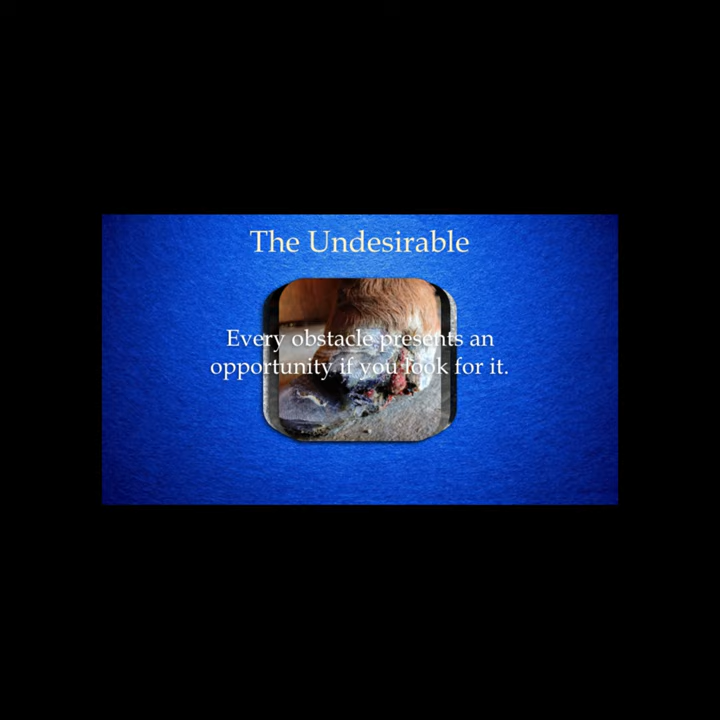 The Undesirable
Every obstacle presents an
opportunity if you look for it.